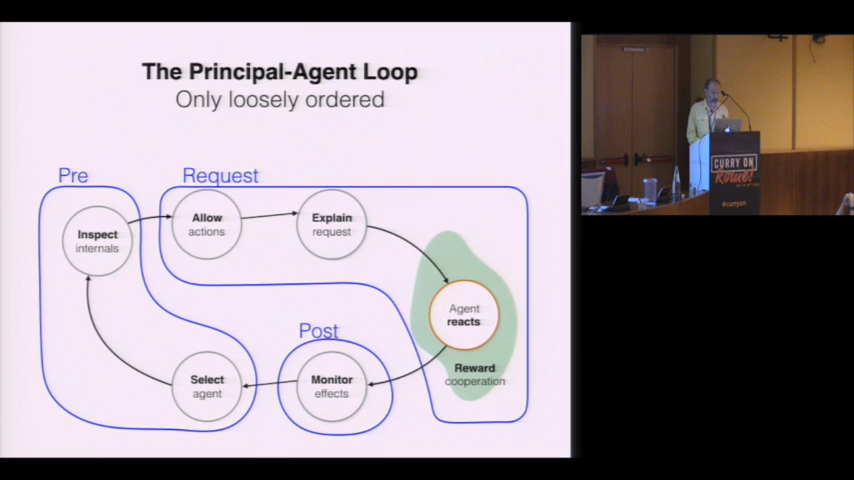 The Principal-Agent Loop
Only loosely ordered
Pre
Request
Allow
actions
Explain
request
Inspect
internals
Agent
reacts
Reward
cooperation
Post
Select
agent
Monitor
effects
CURRY ON
Rome!
#curryon